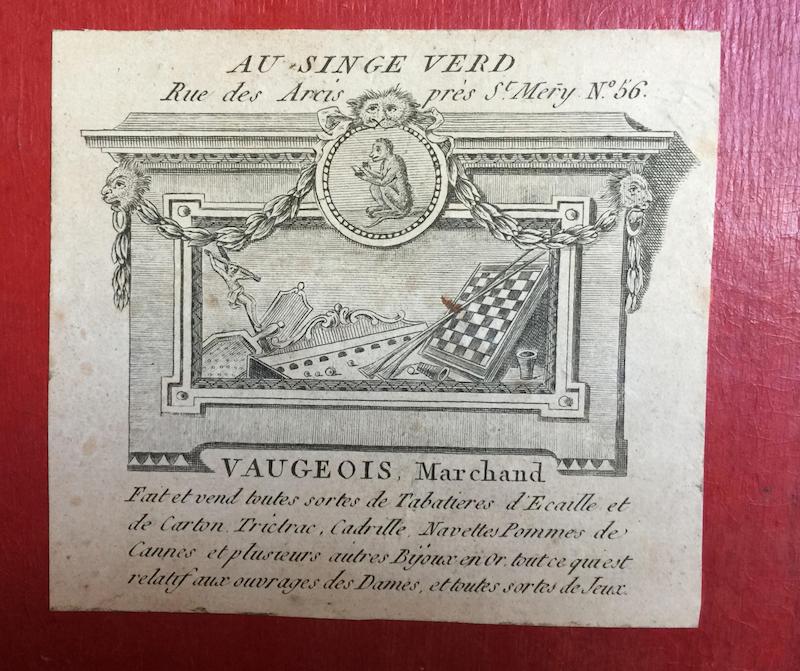 AU SINGE VERD
Rue des Arcis près St Mery N.º 56.
VAUGEOIS, Marchand
Fait et vend toutes sortes de Tabatieres d'Ecaille et
de Carton, Trictrac, Cadrille, Navettes Pommes de
Cannes et plusieurs autres Bijoux en Or, tout ce qui est
relatif aux ouvrages des Dames, et toutes sortes de Jeux.